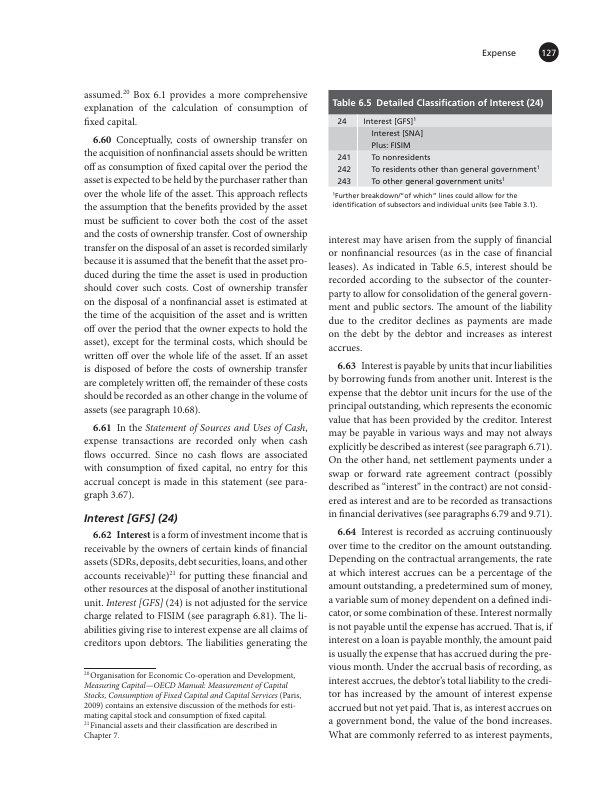 Expense 127
assumed.20 Box 6.1 provides a more comprehensive
explanation of the calculation of consumption of
fixed capital.
6.60 Conceptually, costs of ownership transfer on
the acquisition of nonfinancial assets should be written
off as consumption of fixed capital over the period the
asset is expected to be held by the purchaser rather than
over the whole life of the asset. This approach reflects
the assumption that the benefits provided by the asset
must be sufficient to cover both the cost of the asset
and the costs of ownership transfer. Cost of ownership
transfer on the disposal of an asset is recorded similarly
because it is assumed that the benefit that the asset pro-
duced during the time the asset is used in production
should cover such costs. Cost of ownership transfer
on the disposal of a nonfinancial asset is estimated at
the time of the acquisition of the asset and is written
off over the period that the owner expects to hold the
asset), except for the terminal costs, which should be
written off over the whole life of the asset. If an asset
is disposed of before the costs of ownership transfer
are completely written off, the remainder of these costs
should be recorded as an other change in the volume of
assets (see paragraph 10.68).
6.61 In the Statement of Sources and Uses of Cash,
expense transactions are recorded only when cash
flows occurred. Since no cash flows are associated
with consumption of fixed capital, no entry for this
accrual concept is made in this statement (see para-
graph 3.67).
Interest [GFS] (24)
6.62 Interest is a form of investment income that is
receivable by the owners of certain kinds of financial
assets (SDRs, deposits, debt securities, loans, and other
accounts receivable)21 for putting these financial and
other resources at the disposal of another institutional
unit. Interest [GFS] (24) is not adjusted for the service
charge related to FISIM (see paragraph 6.81). The li-
abilities giving rise to interest expense are all claims of
creditors upon debtors. The liabilities generating the
20 Organisation for Economic Co-operation and Development,
Measuring Capital—OECD Manual: Measurement of Capital
Stocks, Consumption of Fixed Capital and Capital Services (Paris,
2009) contains an extensive discussion of the methods for esti-
mating capital stock and consumption of fixed capital.
21 Financial assets and their classification are described in
Chapter 7.
Table 6.5 Detailed Classification of Interest (24)
24 Interest [GFS]1
Interest [SNA]
Plus: FISIM
241 To nonresidents
242 To residents other than general government1
243 To other general government units1
1Further breakdown/"of which" lines could allow for the
identification of subsectors and individual units (see Table 3.1).
interest may have arisen from the supply of financial
or nonfinancial resources (as in the case of financial
leases). As indicated in Table 6.5, interest should be
recorded according to the subsector of the counter-
party to allow for consolidation of the general govern-
ment and public sectors. The amount of the liability
due to the creditor declines as payments are made
on the debt by the debtor and increases as interest
accrues.
6.63 Interest is payable by units that incur liabilities
by borrowing funds from another unit. Interest is the
expense that the debtor unit incurs for the use of the
principal outstanding, which represents the economic
value that has been provided by the creditor. Interest
may be payable in various ways and may not always
explicitly be described as interest (see paragraph 6.71).
On the other hand, net settlement payments under a
swap or forward rate agreement contract (possibly
described as “interest” in the contract) are not consid-
ered as interest and are to be recorded as transactions
in financial derivatives (see paragraphs 6.79 and 9.71).
6.64 Interest is recorded as accruing continuously
over time to the creditor on the amount outstanding.
Depending on the contractual arrangements, the rate
at which interest accrues can be a percentage of the
amount outstanding, a predetermined sum of money,
a variable sum of money dependent on a defined indi-
cator, or some combination of these. Interest normally
is not payable until the expense has accrued. That is, if
interest on a loan is payable monthly, the amount paid
is usually the expense that has accrued during the pre-
vious month. Under the accrual basis of recording, as
interest accrues, the debtor’s total liability to the credi-
tor has increased by the amount of interest expense
accrued but not yet paid. That is, as interest accrues on
a government bond, the value of the bond increases.
What are commonly referred to as interest payments,